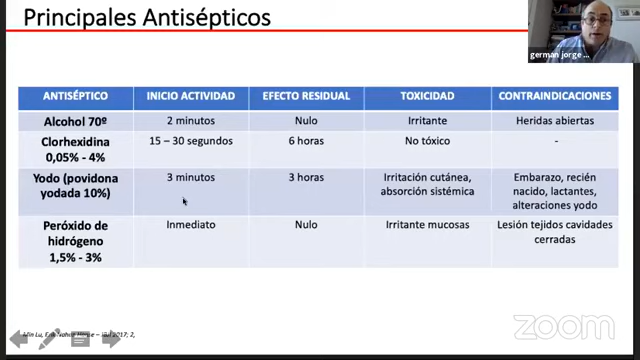 Principales Antisépticos
german jorge ...
ANTISÉPTICO INICIO ACTIVIDAD EFECTO RESIDUAL TOXICIDAD CONTRAINDICACIONES
Alcohol 70º 2 minutos Nulo Irritante Heridas abiertas
Clorhexidina 15 – 30 segundos 6 horas No tóxico -
0,05% - 4%
Yodo (povidona 3 minutos 3 horas Irritación cutánea, Embarazo, recién
yodada 10%) absorción sistémica nacido, lactantes,
alteraciones yodo
Peróxido de Inmediato Nulo Irritante mucosas Lesión tejidos cavidades
hidrógeno cerradas
1,5% - 3%
Lu, 2017; 2,
zoom